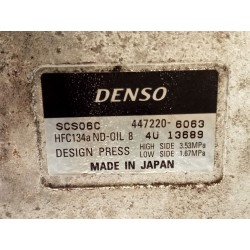 DENSO
SCS06C 447220-6063
HFC134a ND-OIL 8 4U 13689
DESIGN PRESS HIGH SIDE 3.53MPa
LOW SIDE 1.67MPa
MADE IN JAPAN